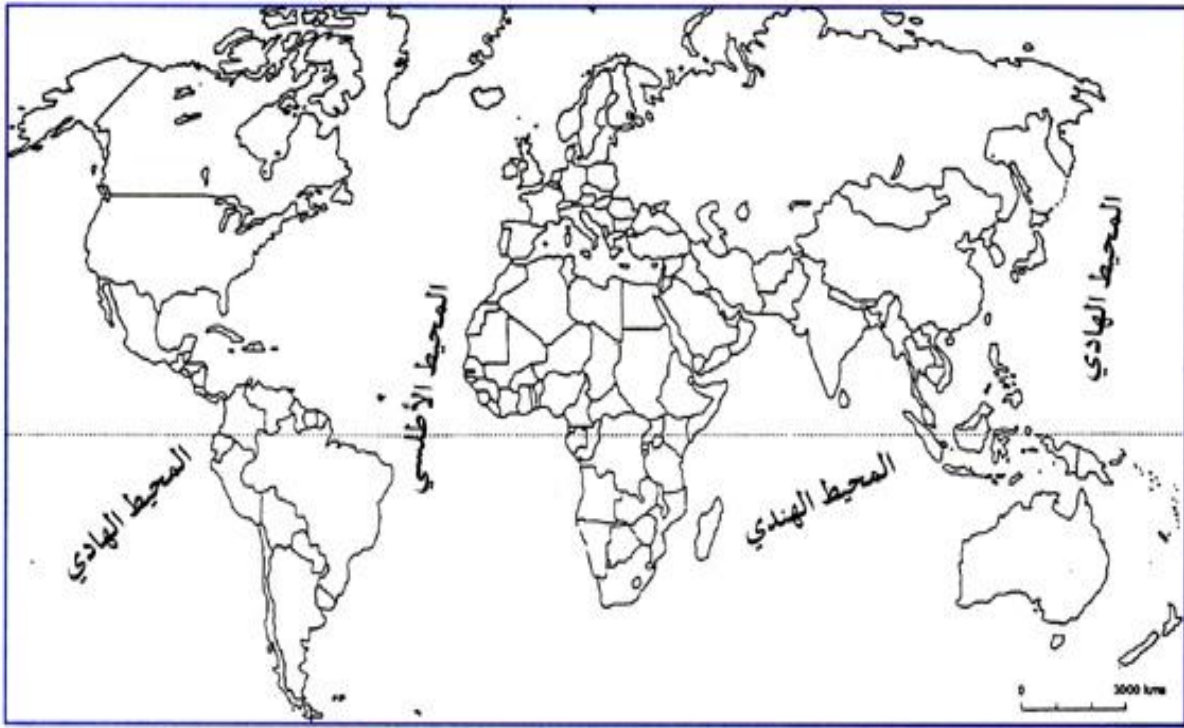 المحيط الهادي
المحيط الأطلسي
المحيط الهندي
المحيط الهادي
0 3000 kms